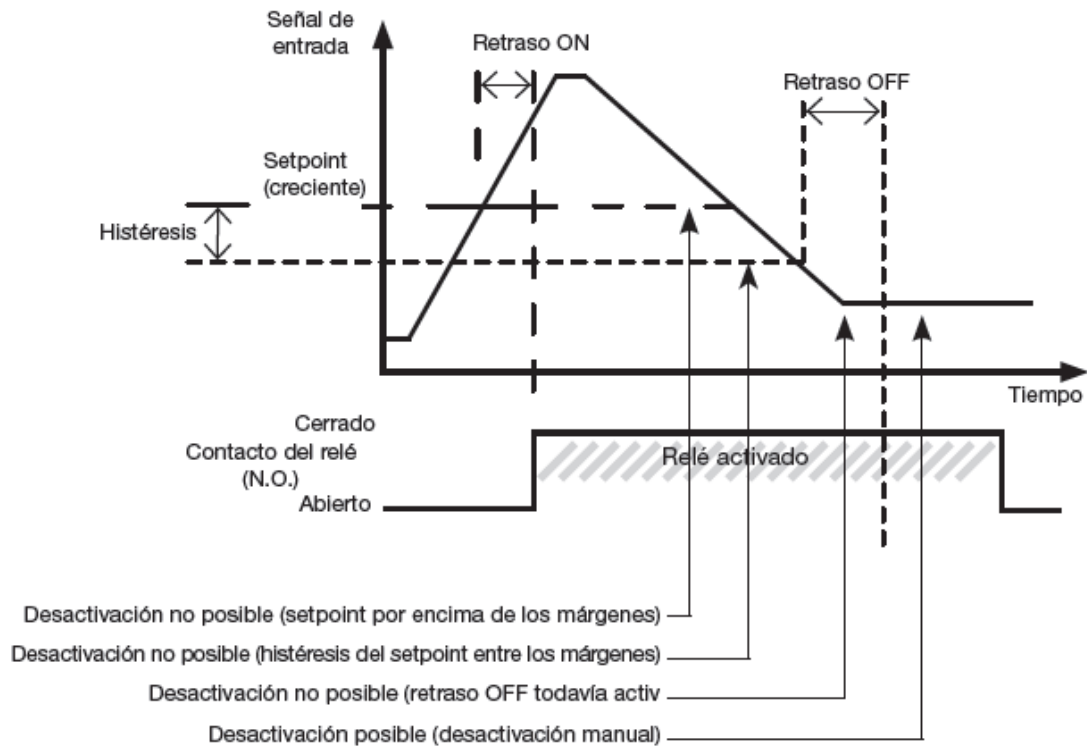 Señal de
entrada
Retraso ON
Retraso OFF
Setpoint
(creciente)
Histéresis
Tiempo
Cerrado
Contacto del relé
(N.O.)
Relé activado
Abierto
Desactivación no posible (setpoint por encima de los márgenes)
Desactivación no posible (histéresis del setpoint entre los márgenes)
Desactivación no posible (retraso OFF todavía activ
Desactivación posible (desactivación manual)